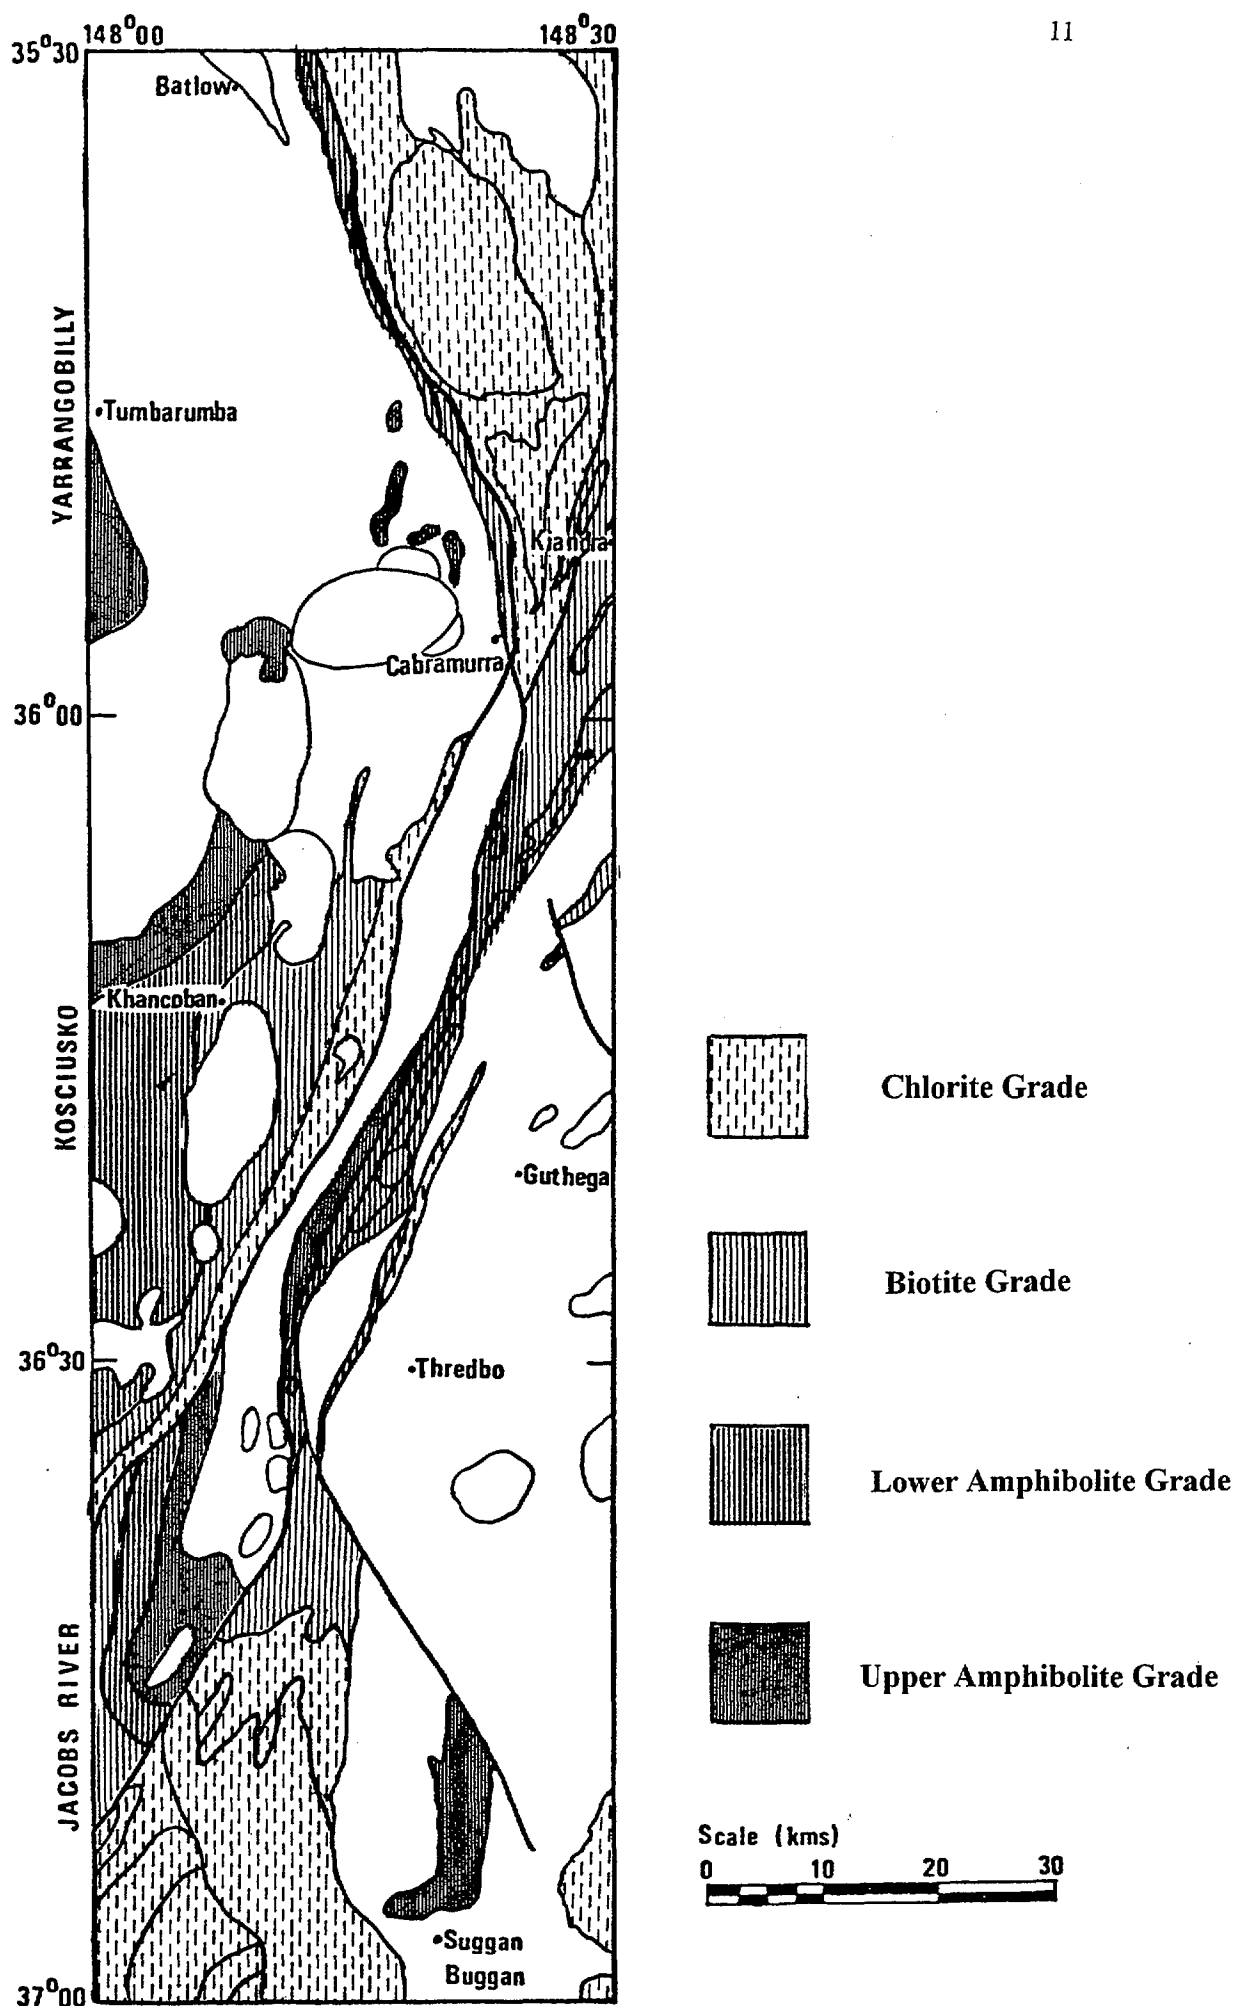 11
148°00
148°30
35°30
Batlow
YARRANGOBILLY
Tumbarumba
Kiandra
Cabramurra
36°00
KOSCIUSKO
Khancoban
Guthega
36°30
Thredbo
JACOBS RIVER
Suggan
Buggan
37°00
Chlorite Grade
Biotite Grade
Lower Amphibolite Grade
Upper Amphibolite Grade
Scale (kms)
0 10 20 30